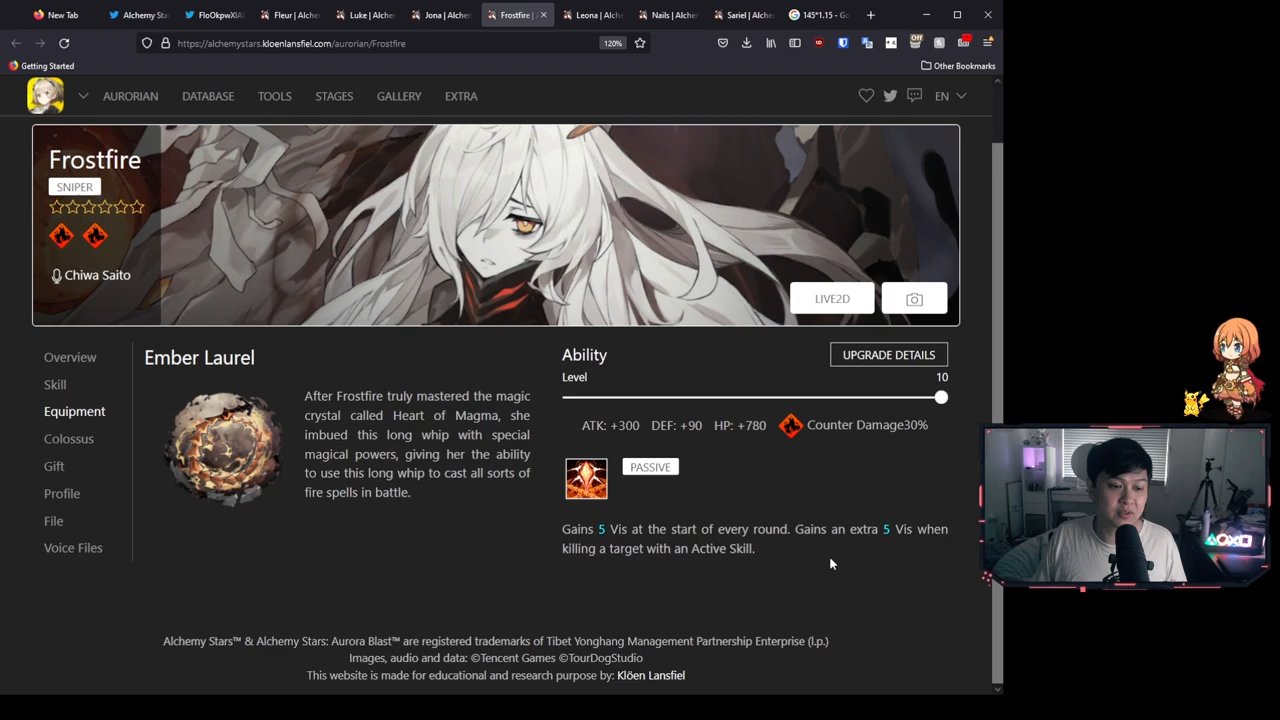 New Tab
Alchemy Sta
FloOkpwXIA
Fleur | Alche
Luke | Alche
Jona | Alchem
Frostfire |
Leona | Alche
Nails | Alche
Sariel | Alche
145*1.15 - Go
https://alchemystars.kloenlansfiel.com/aurorian/Frostfire
120%
Off
Getting Started
Other Bookmarks
AURORIAN
DATABASE
TOOLS
STAGES
GALLERY
EXTRA
EN
Frostfire
SNIPER
Chiwa Saito
LIVE2D
Overview
Skill
Equipment
Colossus
Gift
Profile
File
Voice Files
Ember Laurel
After Frostfire truly mastered the magic
crystal called Heart of Magma, she
imbued this long whip with special
magical powers, giving her the ability
to use this long whip to cast all sorts of
fire spells in battle.
Ability
UPGRADE DETAILS
Level
10
ATK: +300 DEF: +90 HP: +780 Counter Damage30%
PASSIVE
Gains 5 Vis at the start of every round. Gains an extra 5 Vis when
killing a target with an Active Skill.
Alchemy Stars™ & Alchemy Stars: Aurora Blast™ are registered trademarks of Tibet Yonghang Management Partnership Enterprise (l.p.)
Images, audio and data: ©Tencent Games ©TourDogStudio
This website is made for educational and research purpose by: Klöen Lansfiel